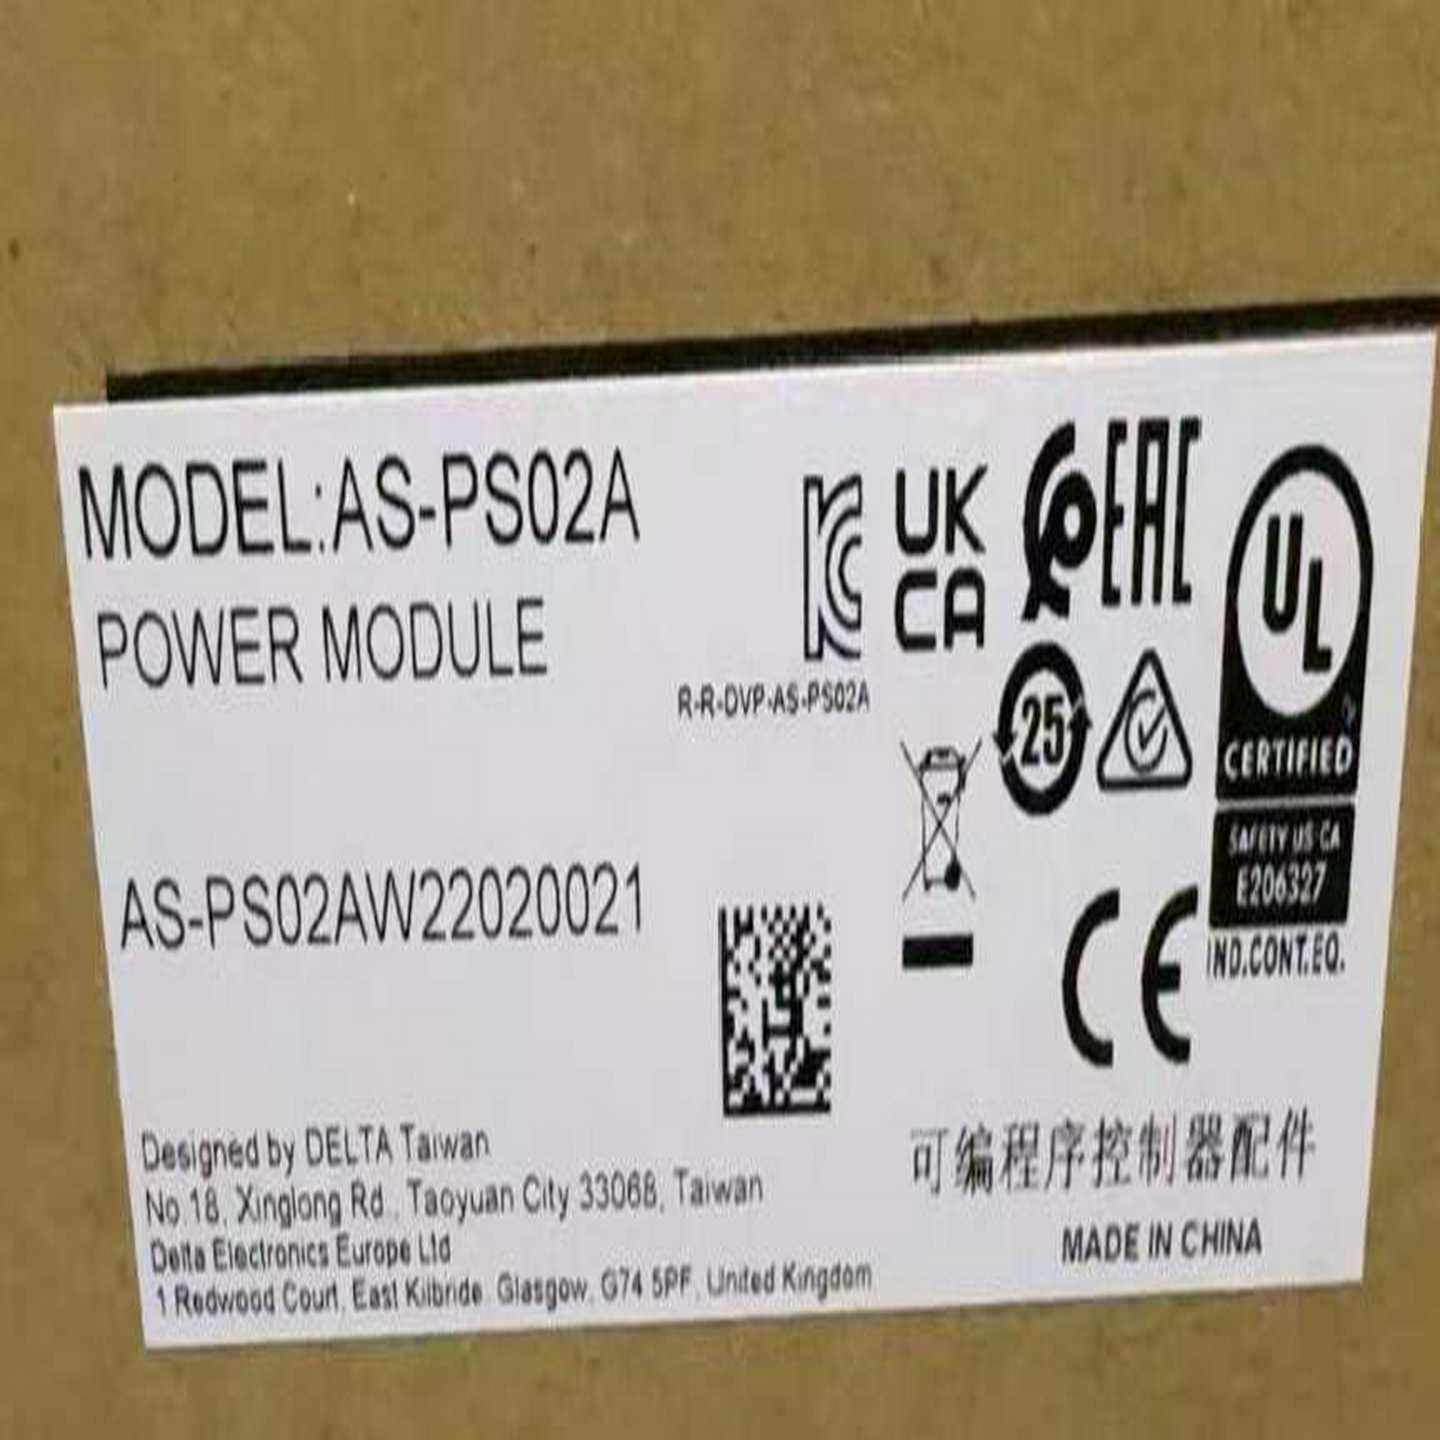 MODEL:AS-PS02A
POWER MODULE
R-R-DVP-AS-PS02A
UK
CA
EAC
25
UL
CERTIFIED
SAFETY US CA
E206327
IND.CONT.EQ.
CE
AS-PS02AW22020021
Designed by DELTA Taiwan
No.18, Xinglong Rd., Taoyuan City 33068, Taiwan
Delta Electronics Europe Ltd
1 Redwood Court, East Kilbride, Glasgow, G74 5PF, United Kingdom
可编程序控制器配件
MADE IN CHINA